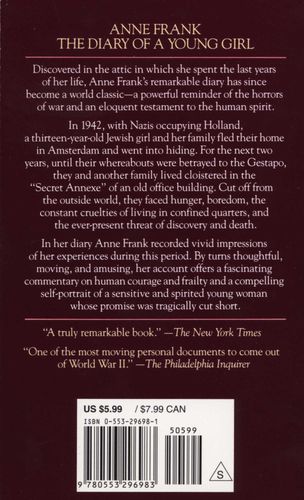 ANNE FRANK
THE DIARY OF A YOUNG GIRL
Discovered in the attic in which she spent the last years
of her life, Anne Frank's remarkable diary has since
become a world classic—a powerful reminder of the horrors
of war and an eloquent testament to the human spirit.
In 1942, with Nazis occupying Holland,
a thirteen-year-old Jewish girl and her family fled their home
in Amsterdam and went into hiding. For the next two
years, until their whereabouts were betrayed to the Gestapo,
they and another family lived cloistered in the
"Secret Annexe" of an old office building. Cut off from
the outside world, they faced hunger, boredom, the
constant cruelties of living in confined quarters, and
the ever-present threat of discovery and death.
In her diary Anne Frank recorded vivid impressions
of her experiences during this period. By turns thoughtful,
moving, and amusing, her account offers a fascinating
commentary on human courage and frailty and a compelling
self-portrait of a sensitive and spirited young woman
whose promise was tragically cut short.
"A truly remarkable book." —The New York Times
"One of the most moving personal documents to come out
of World War II." —The Philadelphia Inquirer
US $5.99 / $7.99 CAN
ISBN 0-553-29698-1
50599
9 780553 296983
S